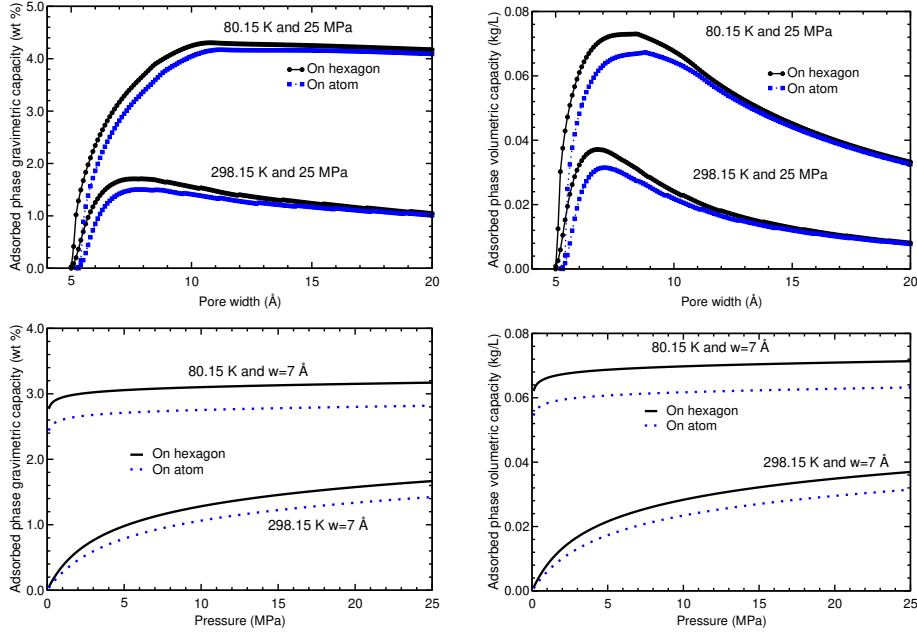 Adsorbed phase gravimetric capacity (wt %)
5.0
4.0
3.0
2.0
1.0
0.0
80.15 K and 25 MPa
On hexagon
On atom
298.15 K and 25 MPa
5
10
15
20
Pore width (Å)
Adsorbed phase volumetric capacity (kg/L)
0.08
0.06
0.04
0.02
0.00
80.15 K and 25 MPa
On hexagon
On atom
298.15 K and 25 MPa
5
10
15
20
Pore width (Å)
Adsorbed phase gravimetric capacity (wt %)
4.0
3.0
2.0
1.0
0.0
80.15 K and w=7 Å
On hexagon
On atom
298.15 K w=7 Å
0
5
10
15
20
25
Pressure (MPa)
Adsorbed phase volumetric capacity (kg/L)
0.08
0.06
0.04
0.02
0.00
80.15 K and w=7 Å
On hexagon
On atom
298.15 K and w=7 Å
0
5
10
15
20
25
Pressure (MPa)